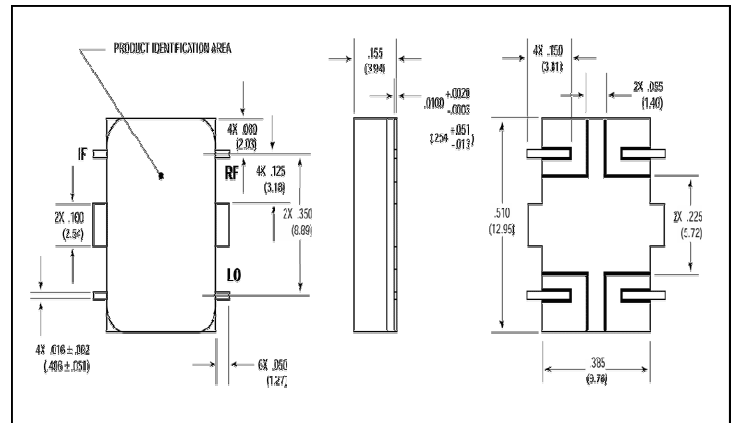 PRODUCT IDENTIFICATION AREA
IF
RF
LO
4X .080
(2.03)
4X .125
(3.18)
2X .350
(8.89)
2X .100
(2.54)
4X .016 ± .002
(.406 ± .051)
6X .050
(1.27)
.155
(3.94)
.0100 +.0020
-.0005
(.254 +.051
-.013)
4X .150
(3.81)
2X .055
(1.40)
.510
(12.95)
2X .225
(5.72)
.385
(9.78)